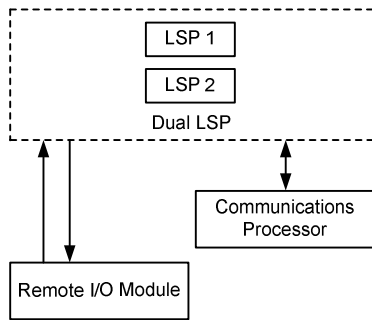 LSP 1
LSP 2
Dual LSP
Communications
Processor
Remote I/O Module